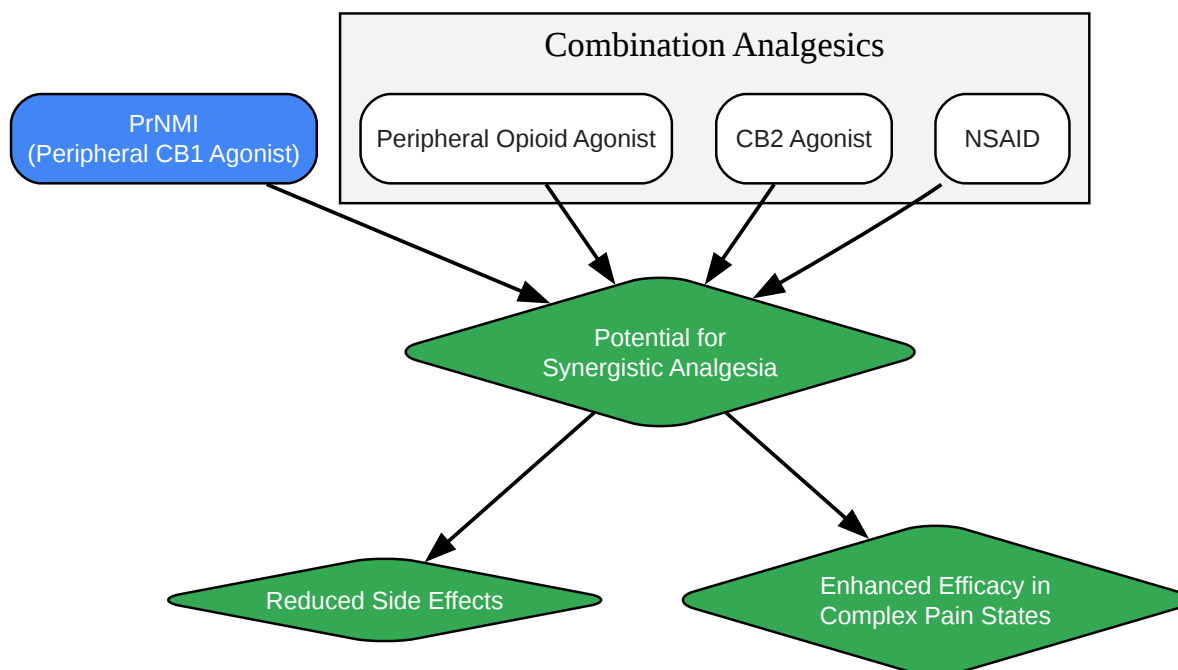 Combination Analgesics
PrNMI
(Peripheral CB1 Agonist)
Peripheral Opioid Agonist
CB2 Agonist
NSAID
Potential for
Synergistic Analgesia
Reduced Side Effects
Enhanced Efficacy in
Complex Pain States